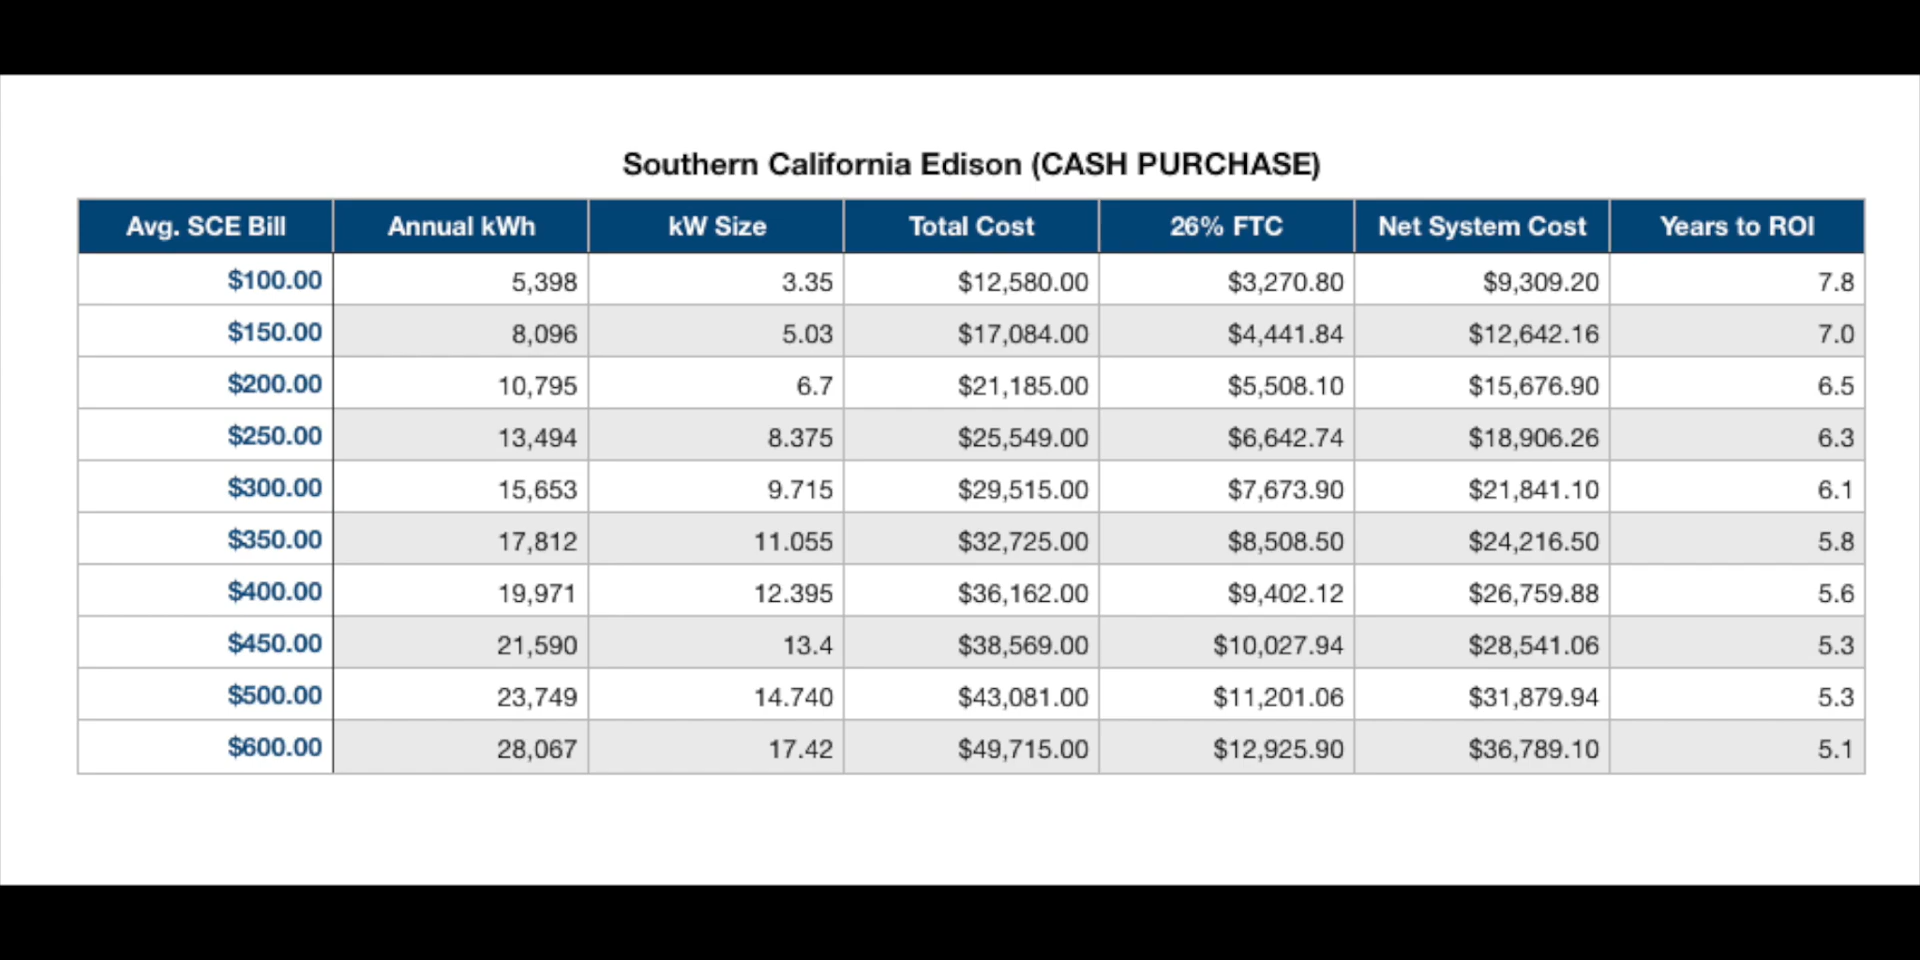 Southern California Edison (CASH PURCHASE)
Avg. SCE Bill Annual kWh kW Size Total Cost 26% FTC Net System Cost Years to ROI
$100.00 5,398 3.35 $12,580.00 $3,270.80 $9,309.20 7.8
$150.00 8,096 5.03 $17,084.00 $4,441.84 $12,642.16 7.0
$200.00 10,795 6.7 $21,185.00 $5,508.10 $15,676.90 6.5
$250.00 13,494 8.375 $25,549.00 $6,642.74 $18,906.26 6.3
$300.00 15,653 9.715 $29,515.00 $7,673.90 $21,841.10 6.1
$350.00 17,812 11.055 $32,725.00 $8,508.50 $24,216.50 5.8
$400.00 19,971 12.395 $36,162.00 $9,402.12 $26,759.88 5.6
$450.00 21,590 13.4 $38,569.00 $10,027.94 $28,541.06 5.3
$500.00 23,749 14.740 $43,081.00 $11,201.06 $31,879.94 5.3
$600.00 28,067 17.42 $49,715.00 $12,925.90 $36,789.10 5.1